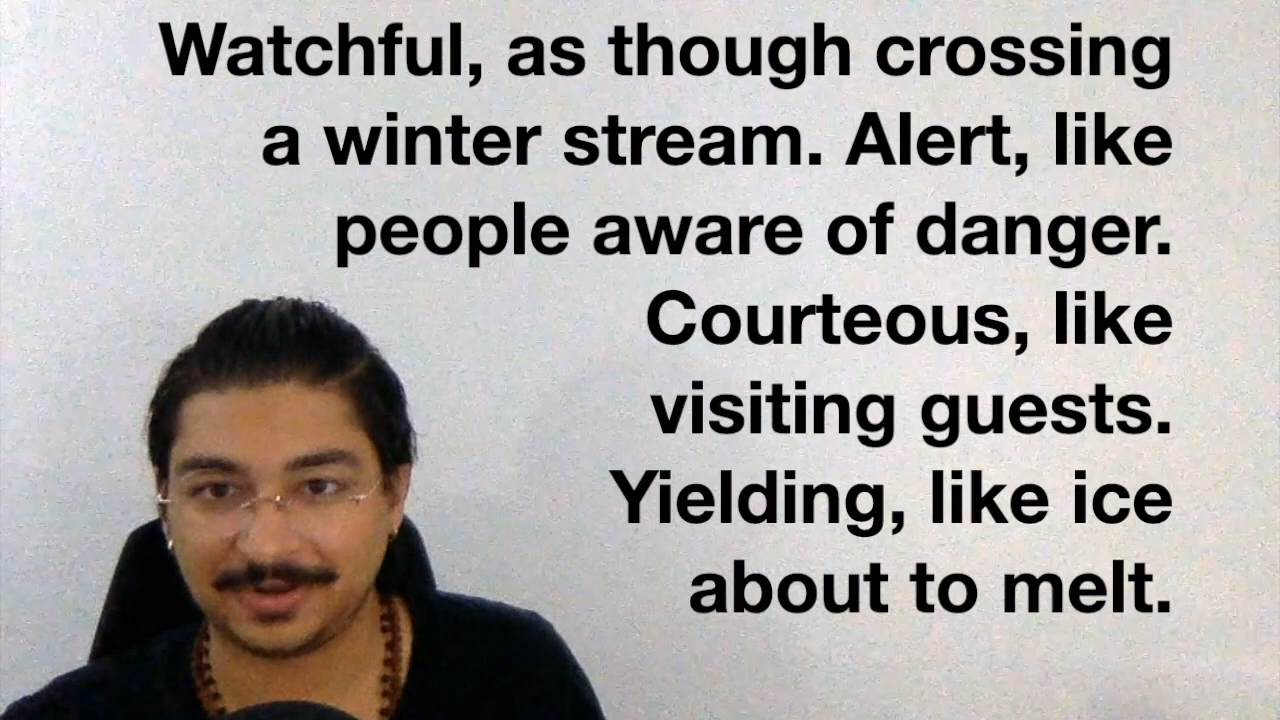 Watchful, as though crossing
a winter stream. Alert, like
people aware of danger.
Courteous, like
visiting guests.
Yielding, like ice
about to melt.